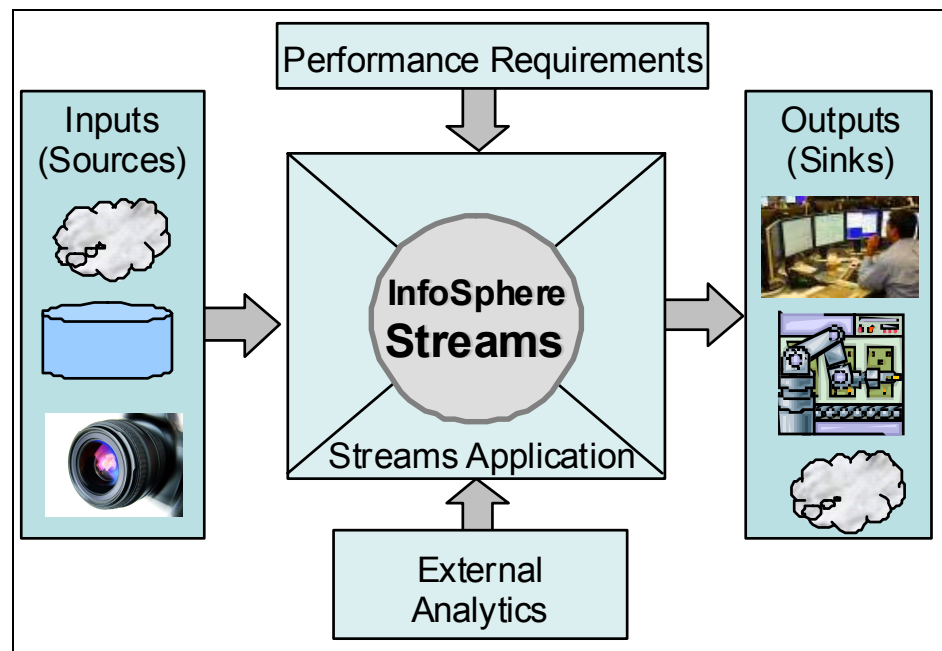 Performance Requirements
Inputs
(Sources)
Outputs
(Sinks)
InfoSphere
Streams
Streams Application
External
Analytics